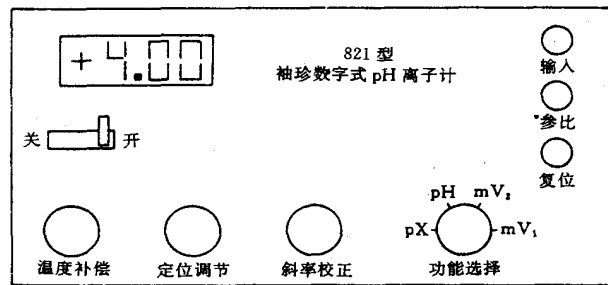 +4.00
821 型
袖珍数字式 pH 离子计
输入
参比
复位
关 开
pH mV₂
pX mV₁
温度补偿 定位调节 斜率校正 功能选择